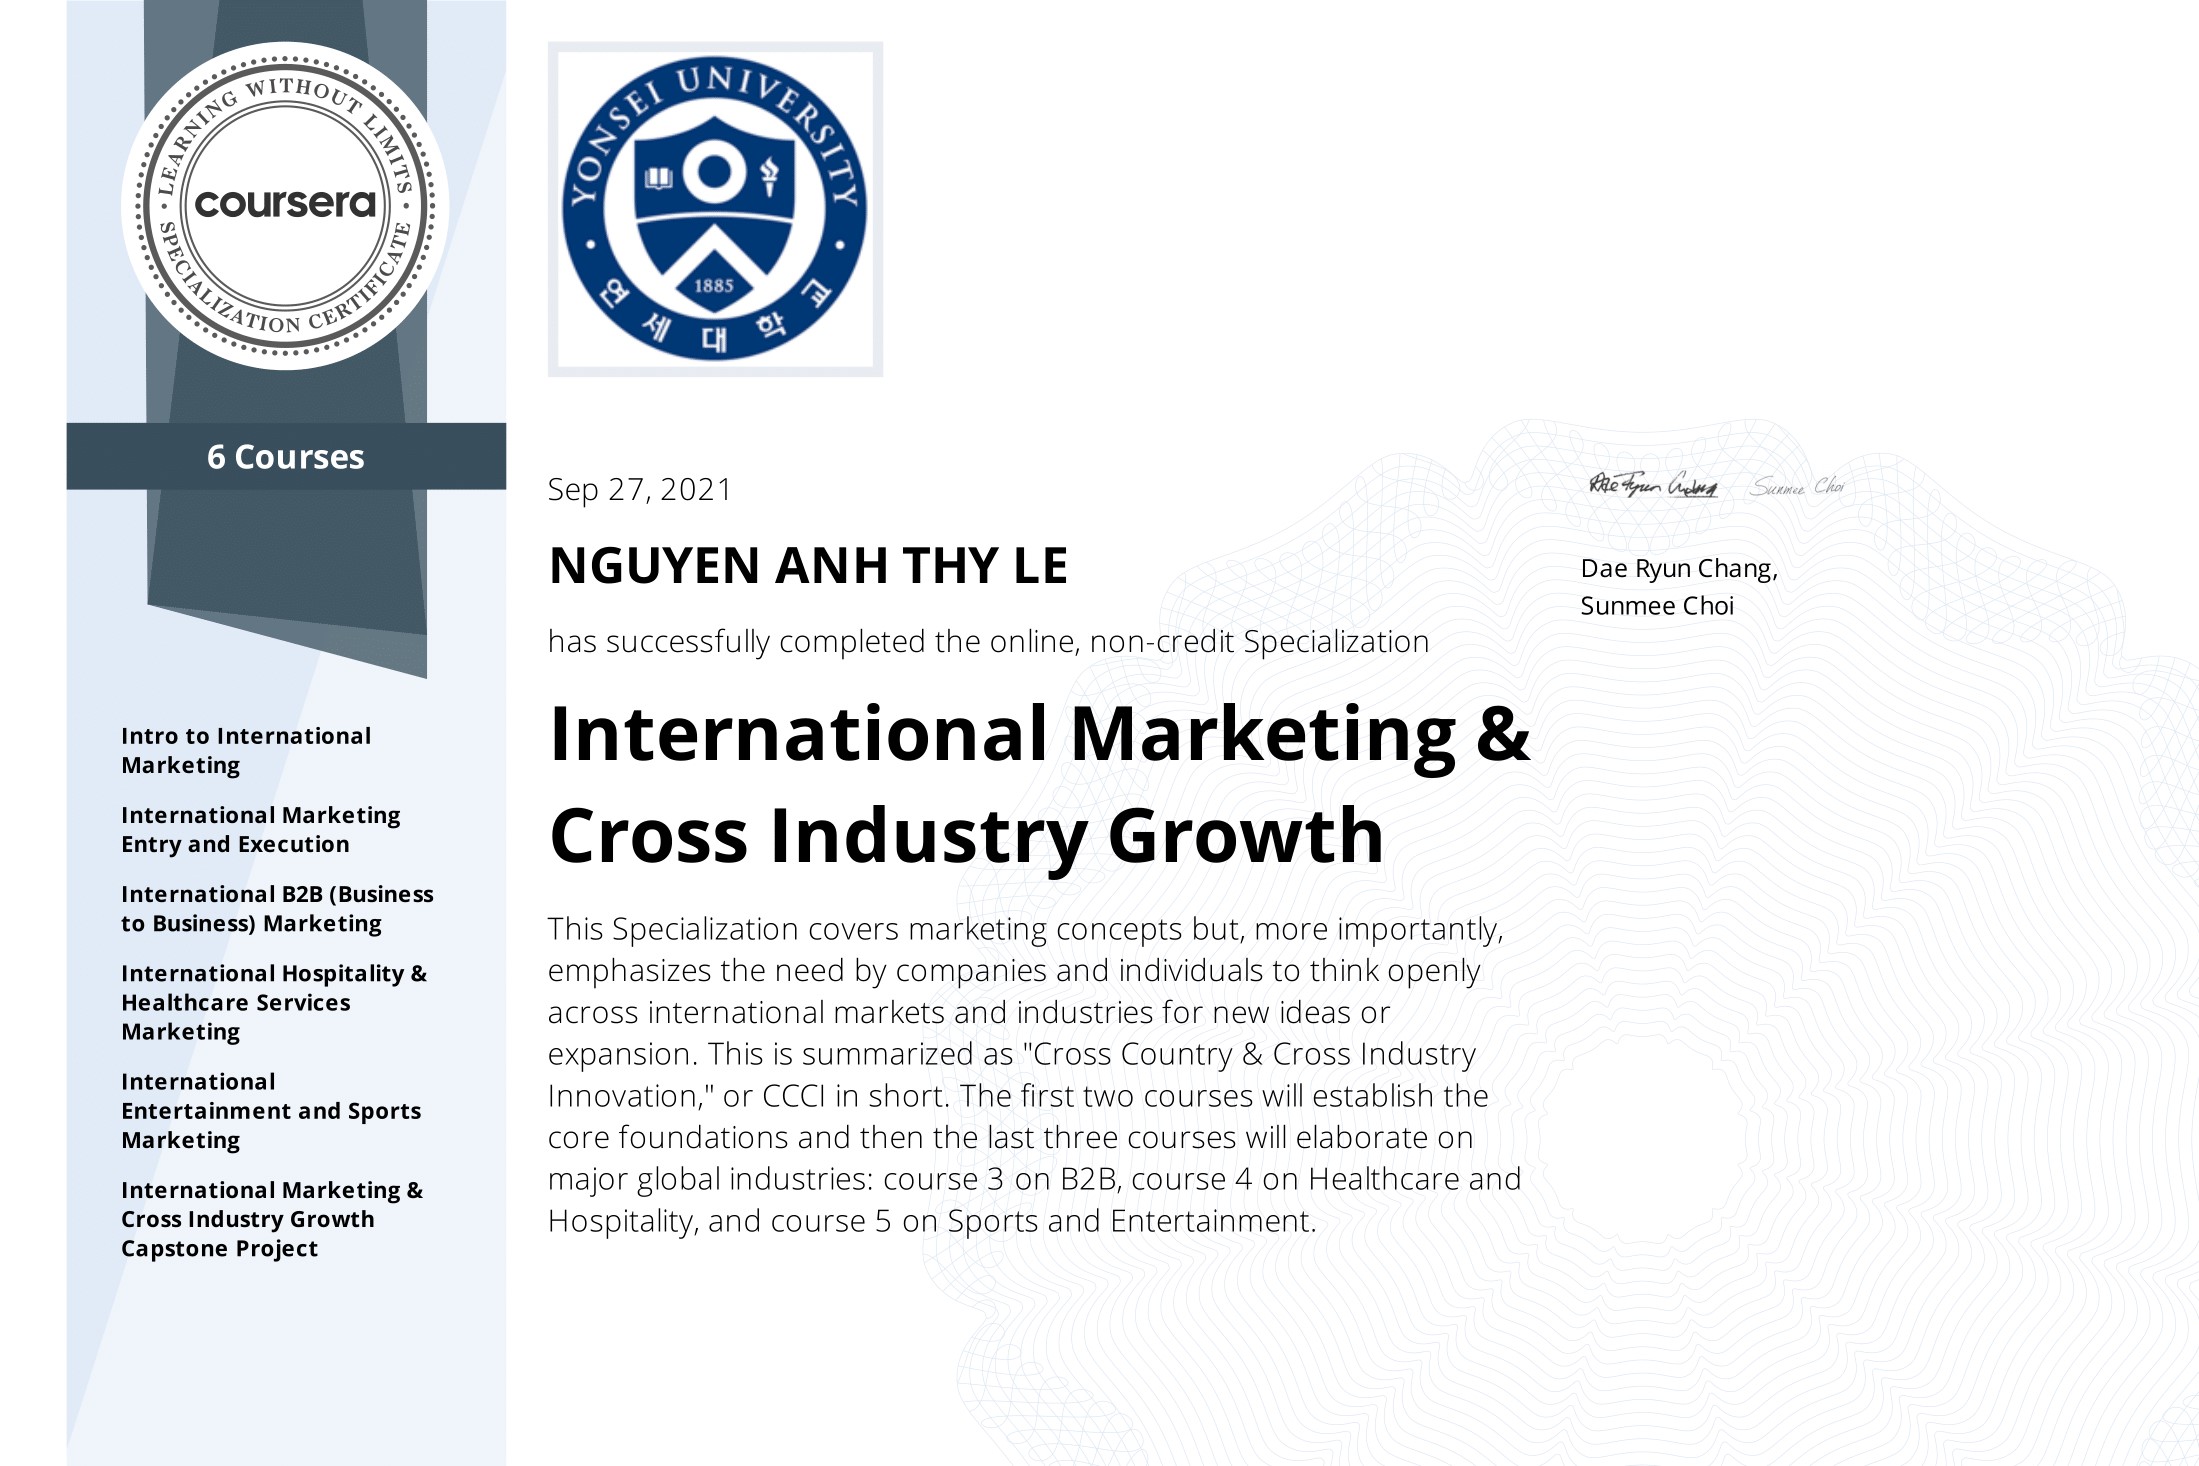 LEARNING WITHOUT LIMITS
coursera
SPECIALIZATION CERTIFICATE
6 Courses
Intro to International
Marketing
International Marketing
Entry and Execution
International B2B (Business
to Business) Marketing
International Hospitality &
Healthcare Services
Marketing
International
Entertainment and Sports
Marketing
International Marketing &
Cross Industry Growth
Capstone Project
YONSEI UNIVERSITY
1885
연세대학교
Sep 27, 2021
NGUYEN ANH THY LE
has successfully completed the online, non-credit Specialization
International Marketing &
Cross Industry Growth
This Specialization covers marketing concepts but, more importantly,
emphasizes the need by companies and individuals to think openly
across international markets and industries for new ideas or
expansion. This is summarized as "Cross Country & Cross Industry
Innovation," or CCCI in short. The first two courses will establish the
core foundations and then the last three courses will elaborate on
major global industries: course 3 on B2B, course 4 on Healthcare and
Hospitality, and course 5 on Sports and Entertainment.
Dae Ryun Chang Sunmee Choi
Dae Ryun Chang,
Sunmee Choi